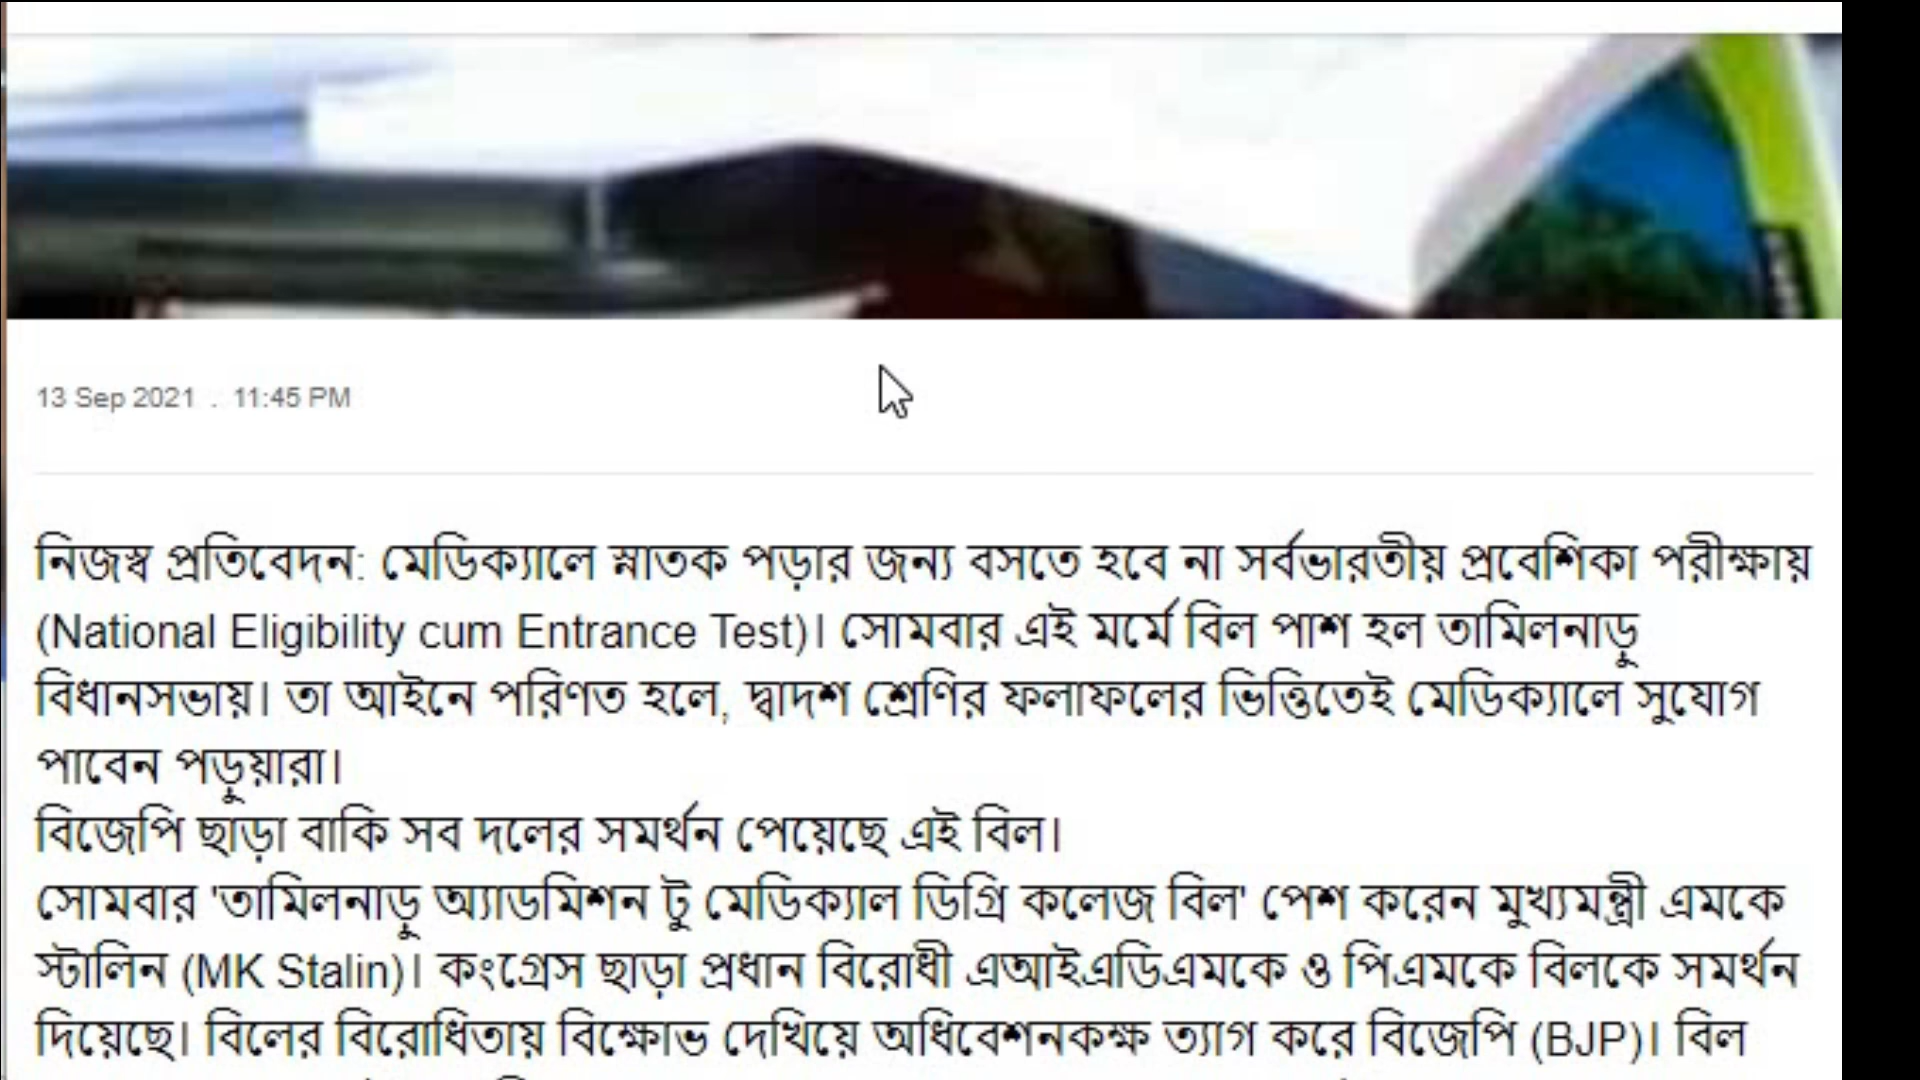 13 Sep 2021 . 11:45 PM
নিজস্ব প্রতিবেদন: মেডিক্যালে স্নাতক পড়ার জন্য বসতে হবে না সর্বভারতীয় প্রবেশিকা পরীক্ষায়
(National Eligibility cum Entrance Test)। সোমবার এই মর্মে বিল পাশ হল তামিলনাড়ু
বিধানসভায়। তা আইনে পরিণত হলে, দ্বাদশ শ্রেণির ফলাফলের ভিত্তিতেই মেডিক্যালে সুযোগ
পাবেন পড়ুয়ারা।
বিজেপি ছাড়া বাকি সব দলের সমর্থন পেয়েছে এই বিল।
সোমবার 'তামিলনাড়ু অ্যাডমিশন টু মেডিক্যাল ডিগ্রি কলেজ বিল' পেশ করেন মুখ্যমন্ত্রী এমকে
স্টালিন (MK Stalin)। কংগ্রেস ছাড়া প্রধান বিরোধী এআইএডিএমকে ও পিএমকে বিলকে সমর্থন
দিয়েছে। বিলের বিরোধিতায় বিক্ষোভ দেখিয়ে অধিবেশনকক্ষ ত্যাগ করে বিজেপি (BJP)। বিল